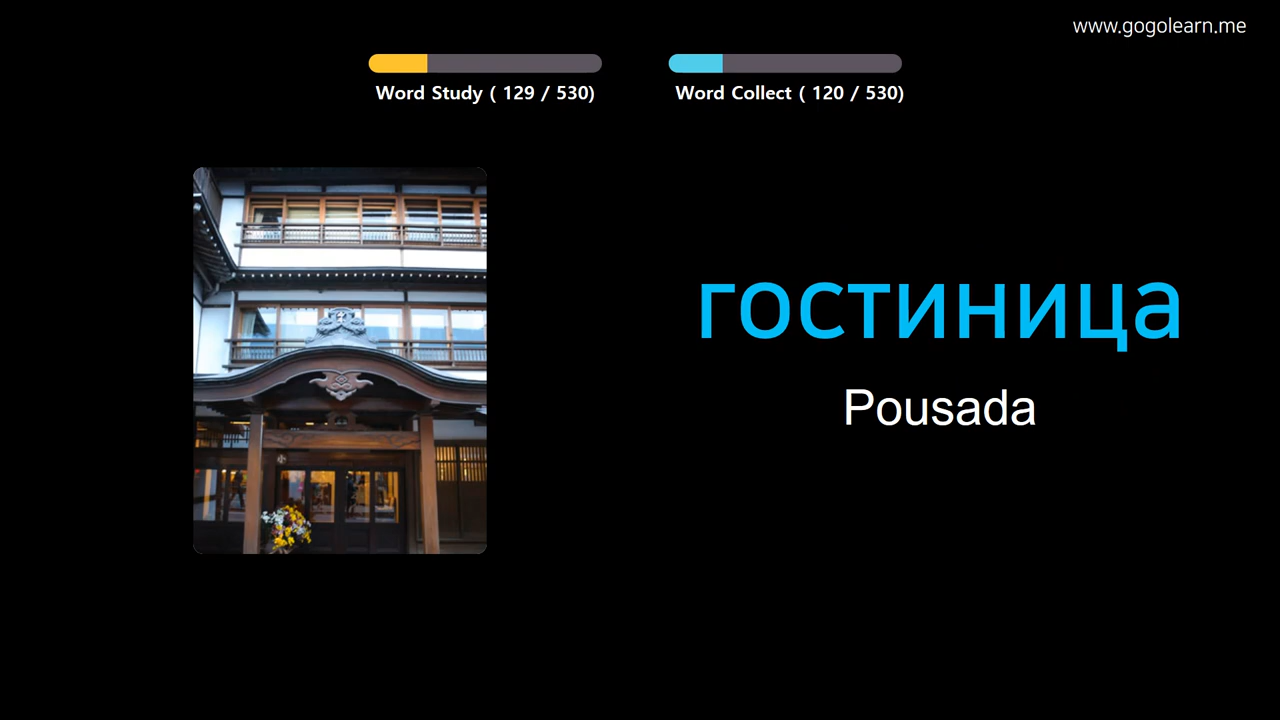 www.gogolearn.me
Word Study ( 129 / 530)
Word Collect ( 120 / 530)
гостиница
Pousada